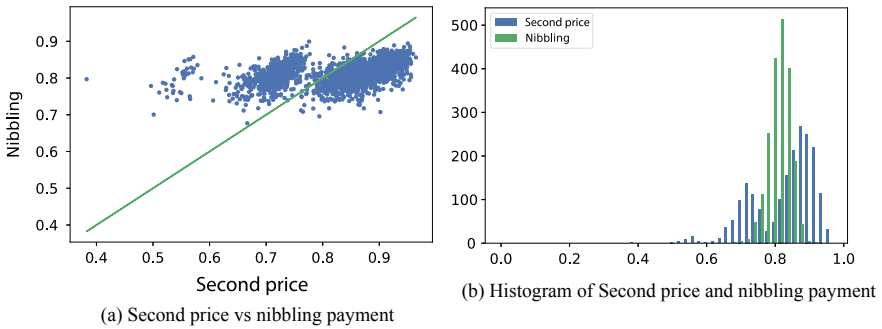 0.9
0.8
0.7
0.6
0.5
0.4
Nibbling
0.4 0.5 0.6 0.7 0.8 0.9
Second price
(a) Second price vs nibbling payment
Second price
Nibbling
500
400
300
200
100
0
0.0 0.2 0.4 0.6 0.8 1.0
(b) Histogram of Second price and nibbling payment